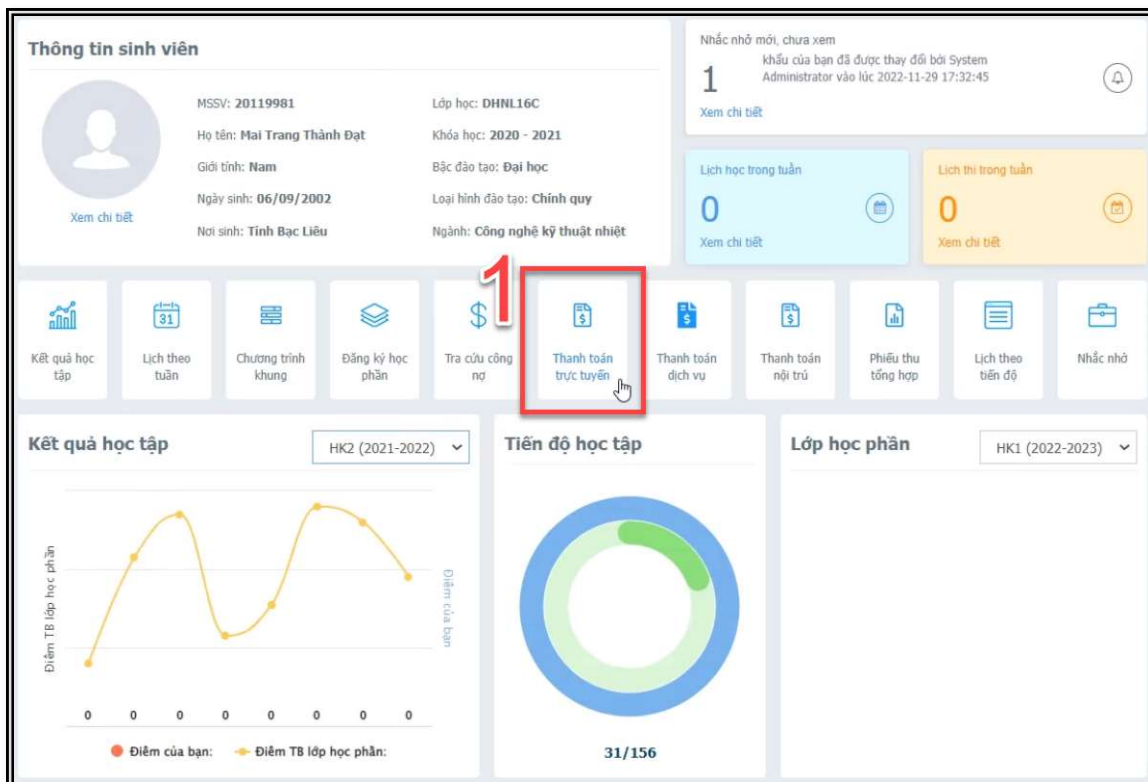 Thông tin sinh viên
MSSV: 20119981
Họ tên: Mai Trang Thành Đạt
Giới tính: Nam
Ngày sinh: 06/09/2002
Nơi sinh: Tỉnh Bạc Liêu
Xem chi tiết
Lớp học: DHNL16C
Khóa học: 2020 - 2021
Bậc đào tạo: Đại học
Loại hình đào tạo: Chính quy
Ngành: Công nghệ kỹ thuật nhiệt
Nhắc nhở mới, chưa xem
1
khẩu của bạn đã được thay đổi bởi System
Administrator vào lúc 2022-11-29 17:32:45
Xem chi tiết
Lịch học trong tuần
0
Xem chi tiết
Lịch thi trong tuần
0
Xem chi tiết
1
Kết quả học
tập
31
Lịch theo
tuần
Chương trình
khung
Đăng ký học
phần
$
Tra cứu công
nợ
$
Thanh toán
trực tuyến
$
Thanh toán
dịch vụ
$
Thanh toán
nội trú
Phiếu thu
tổng hợp
Lịch theo
tiến độ
Nhắc nhở
Kết quả học tập
HK2 (2021-2022)
Điểm TB lớp học phần
Điểm của bạn
0 0 0 0 0 0 0 0
Điểm của bạn: Điểm TB lớp học phần:
Tiến độ học tập
31/156
Lớp học phần
HK1 (2022-2023)